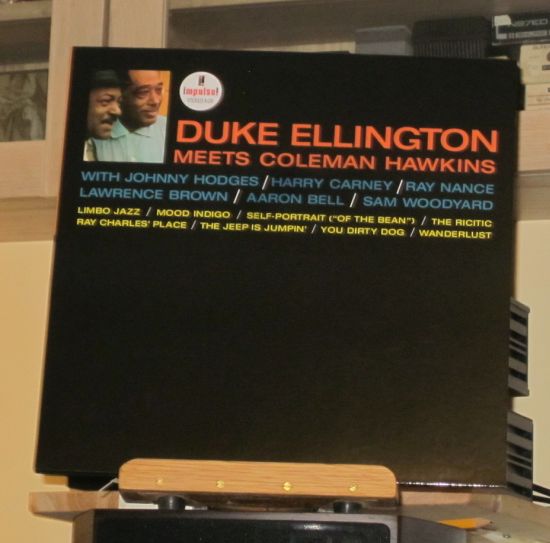 impulse!
STEREO A-26
DUKE ELLINGTON
MEETS COLEMAN HAWKINS
WITH JOHNNY HODGES / HARRY CARNEY / RAY NANCE
LAWRENCE BROWN / AARON BELL / SAM WOODYARD
LIMBO JAZZ / MOOD INDIGO / SELF-PORTRAIT ("OF THE BEAN") / THE RICITIC
RAY CHARLES' PLACE / THE JEEP IS JUMPIN' / YOU DIRTY DOG / WANDERLUST